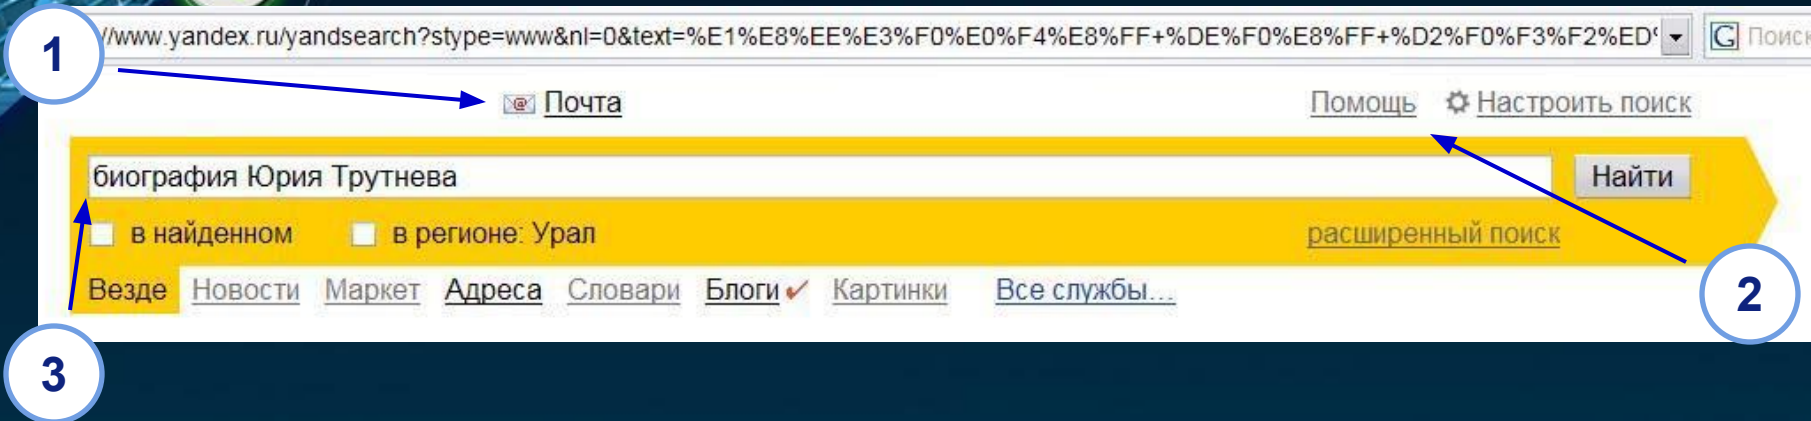 1
//www.yandex.ru/yandsearch?stype=www&nl=0&text=%E1%E8%EE%E3%F0%E0%F4%E8%FF+%DE%F0%E8%FF+%D2%F0%F3%F2%ED% G Поиск
Почта Помощь Настроить поиск
биография Юрия Трутнева Найти
в найденном в регионе: Урал расширенный поиск
Везде Новости Маркет Адреса Словари Блоги Картинки Все службы...
2
3